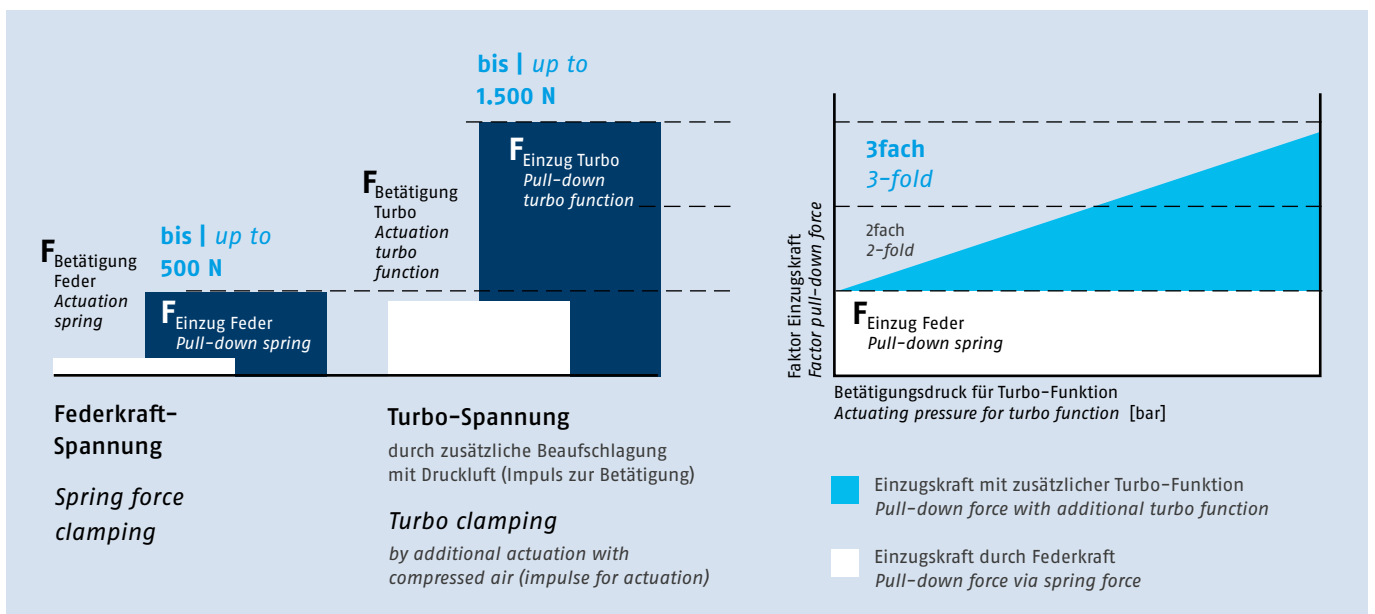 bis | up to
1.500 N
F Einzug Turbo
Pull-down
turbo function
F Betätigung
Turbo
Actuation
turbo
function
bis | up to
500 N
F Betätigung
Feder
Actuation
spring
F Einzug Feder
Pull-down spring
Federkraft-
Spannung
Spring force
clamping
Turbo-Spannung
durch zusätzliche Beaufschlagung
mit Druckluft (Impuls zur Betätigung)
Turbo clamping
by additional actuation with
compressed air (impulse for actuation)
Faktor Einzugskraft
Factor pull-down force
3fach
3-fold
2fach
2-fold
F Einzug Feder
Pull-down spring
Betätigungsdruck für Turbo-Funktion
Actuating pressure for turbo function [bar]
Einzugskraft mit zusätzlicher Turbo-Funktion
Pull-down force with additional turbo function
Einzugskraft durch Federkraft
Pull-down force via spring force